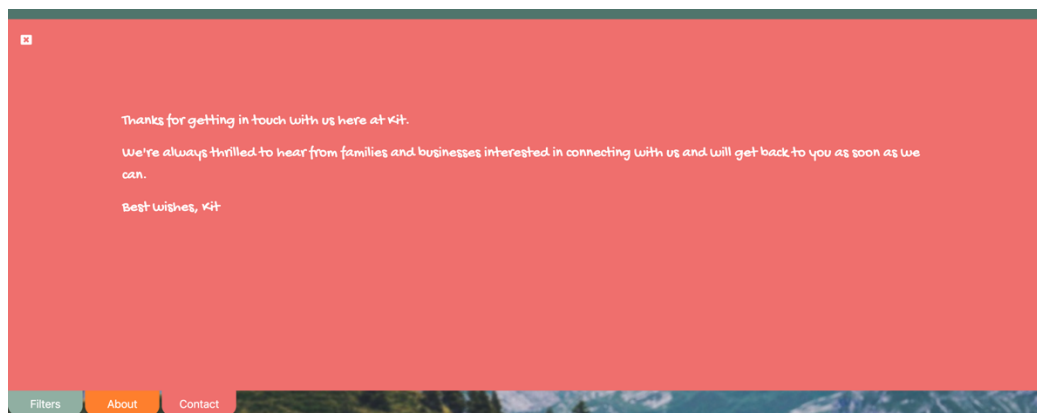 Thanks for getting in touch with us here at Kit.
We're always thrilled to hear from families and businesses interested in connecting with us and will get back to you as soon as we
can.
Best Wishes, Kit
Filters About Contact